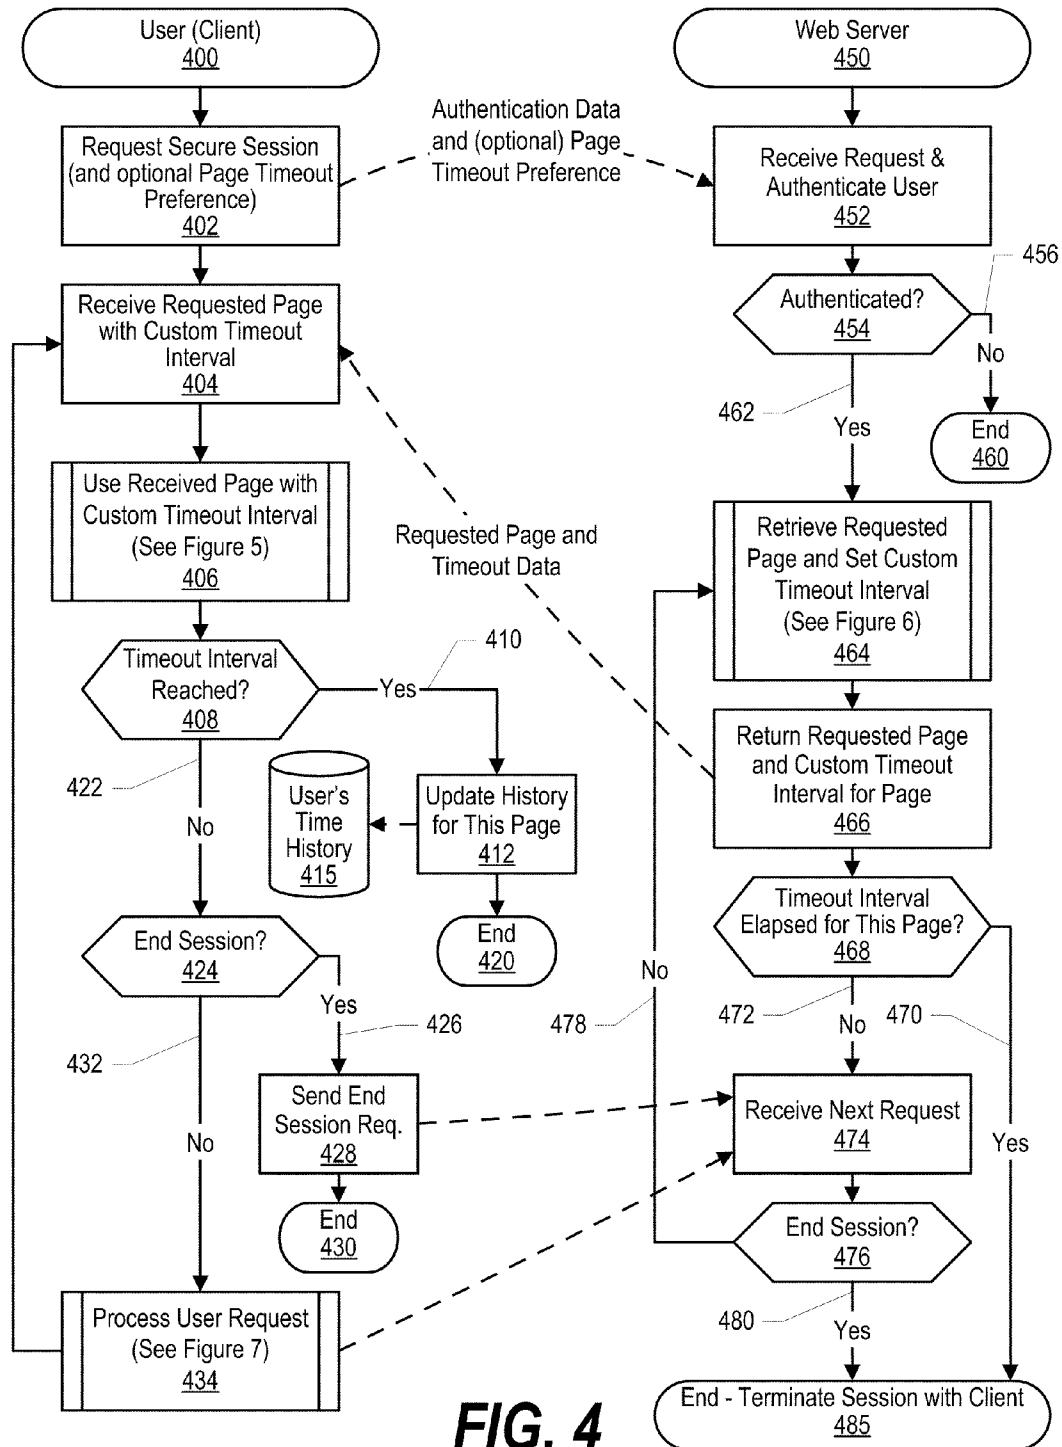 User (Client)
400
Request Secure Session
(and optional Page Timeout
Preference)
402
Receive Requested Page
with Custom Timeout
Interval
404
Use Received Page with
Custom Timeout Interval
(See Figure 5)
406
Timeout Interval
Reached?
408
Yes
410
422
No
User's
Time
History
415
Update History
for This Page
412
End
420
End Session?
424
Yes
426
432
No
Send End
Session Req.
428
End
430
Process User Request
(See Figure 7)
434
Authentication Data
and (optional) Page
Timeout Preference
Requested Page and
Timeout Data
Web Server
450
Receive Request &
Authenticate User
452
456
Authenticated?
454
No
462
Yes
End
460
Retrieve Requested
Page and Set Custom
Timeout Interval
(See Figure 6)
464
Return Requested Page
and Custom Timeout
Interval for Page
466
Timeout Interval
Elapsed for This Page?
468
No
478
472
No
470
Receive Next Request
474
Yes
End Session?
476
480
Yes
End - Terminate Session with Client
485
FIG. 4